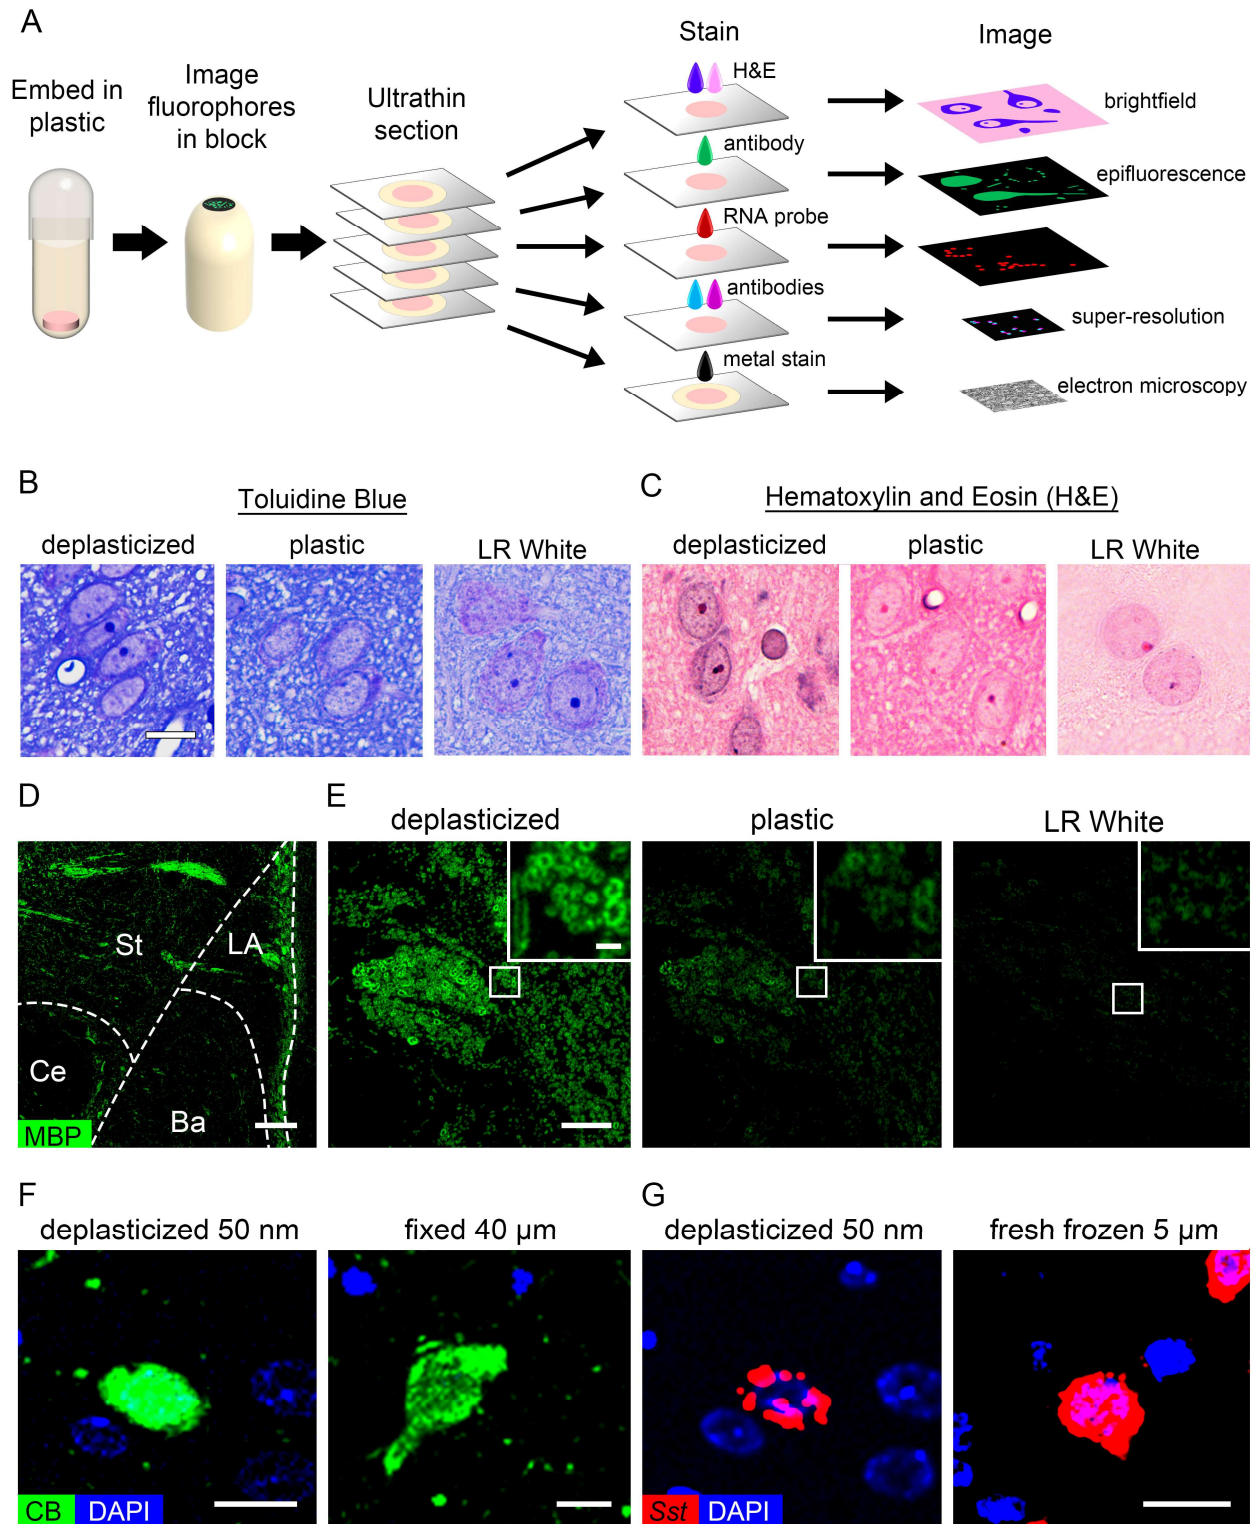 A
Embed in
plastic
Image
fluorophores
in block
Ultrathin
section
Stain
Image
H&E
brightfield
antibody
epifluorescence
RNA probe
antibodies
super-resolution
metal stain
electron microscopy
B
Toluidine Blue
deplasticized
plastic
LR White
C
Hematoxylin and Eosin (H&E)
deplasticized
plastic
LR White
D
St
LA
Ce
Ba
MBP
E
deplasticized
plastic
LR White
F
deplasticized 50 nm
fixed 40 µm
CB
DAPI
G
deplasticized 50 nm
fresh frozen 5 µm
Sst
DAPI